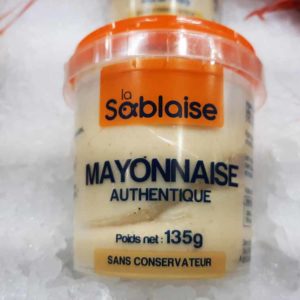 la
Sablaise
MAYONNAISE
AUTHENTIQUE
Poids net : 135g
SANS CONSERVATEUR